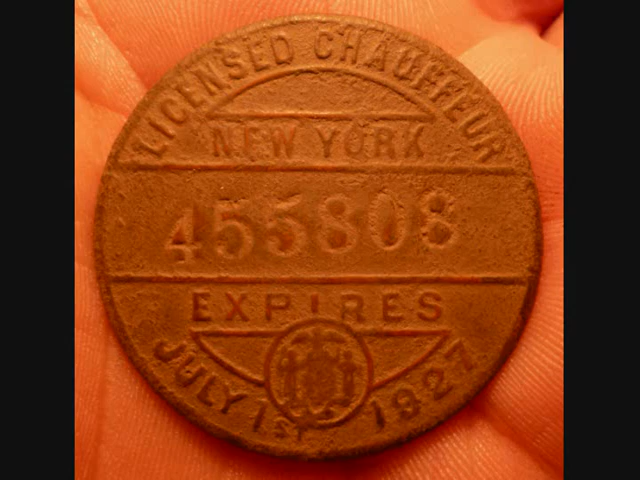 LICENSED CHAUFFEUR
NEW YORK
455808
EXPIRES
JULY 1ST 1927